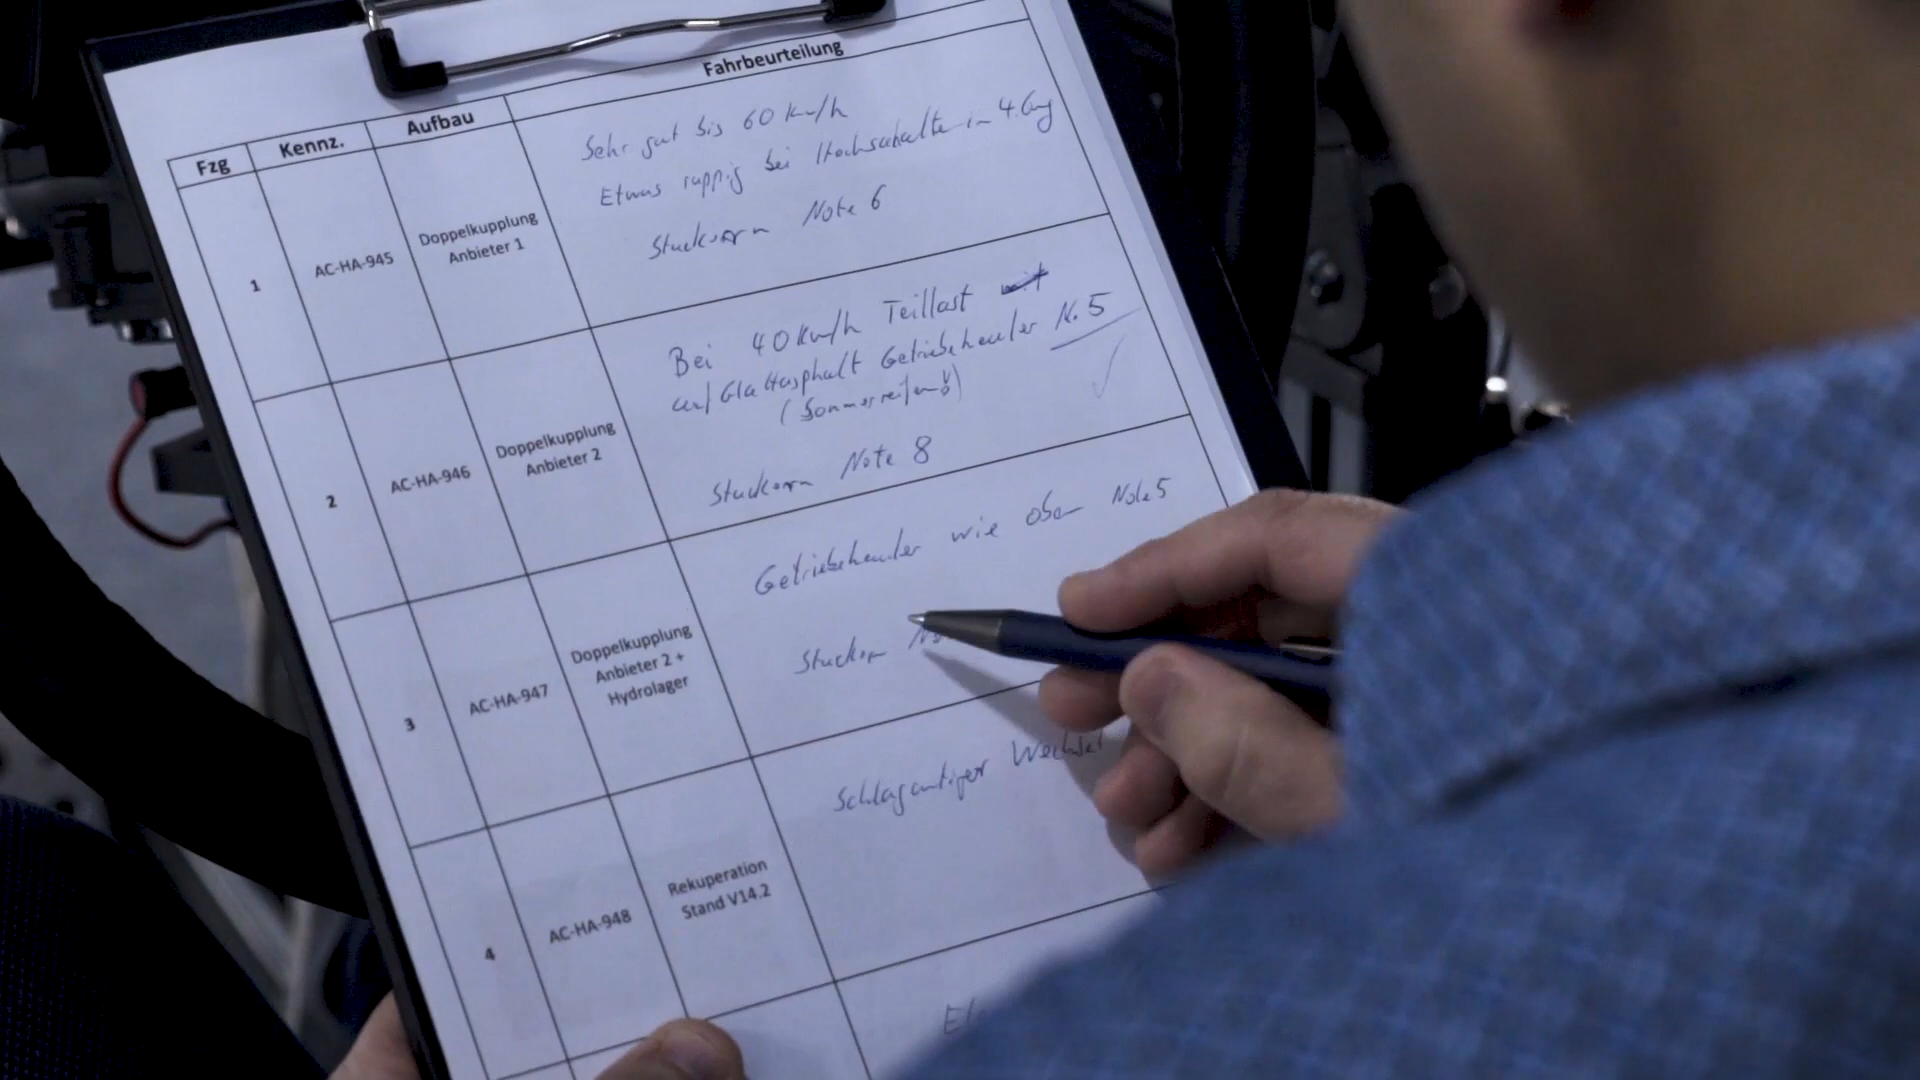 Fzg Kennz. Aufbau Fahrbeurteilung
1 AC-HA-945
Doppelkupplung
Anbieter 1
Sehr gut bis 60 Km/h
Etwas ruppig bei Hochschalten in 4. Gang
Stuckern Note 6
2 AC-HA-946
Doppelkupplung
Anbieter 2
Bei 40 Km/h Teillast mit
auf Glattasphalt Getriebeheuler N. 5
(Sommerreifen!)
Stuckern Note 8
3 AC-HA-947
Doppelkupplung
Anbieter 2 +
Hydrolager
Getriebeheuler wie oben Note 5
Stuckern
4 AC-HA-948
Rekuperation
Stand V14.2
Schlagartiger Wechsel